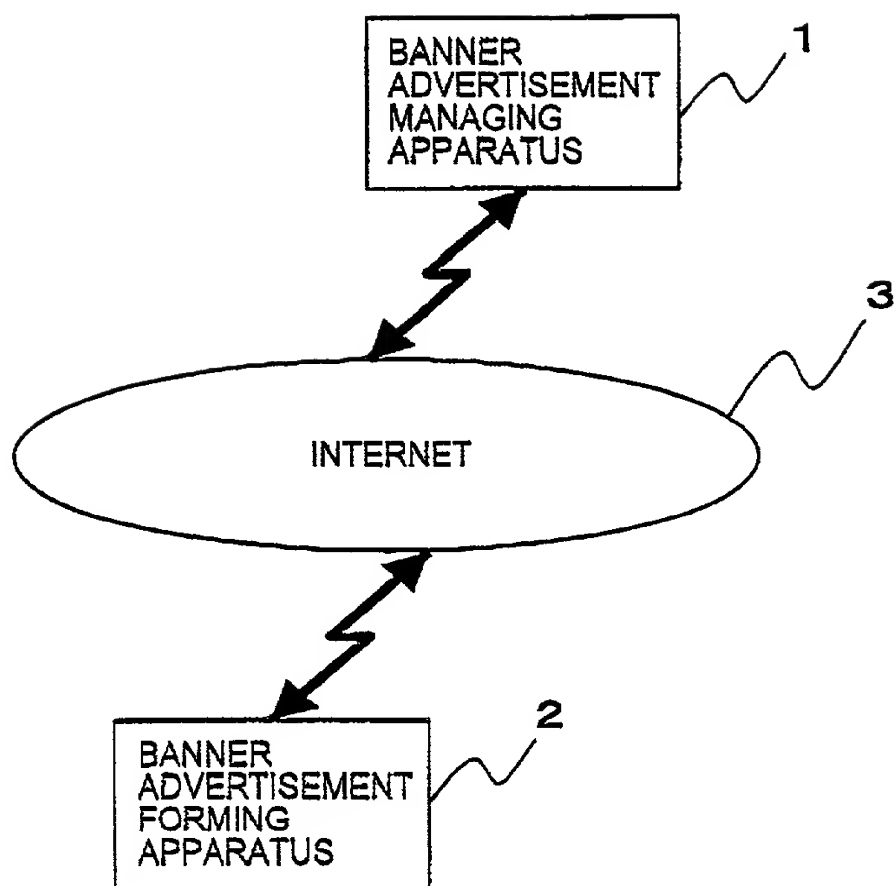 BANNER
ADVERTISEMENT
MANAGING
APPARATUS
1
3
INTERNET
2
BANNER
ADVERTISEMENT
FORMING
APPARATUS